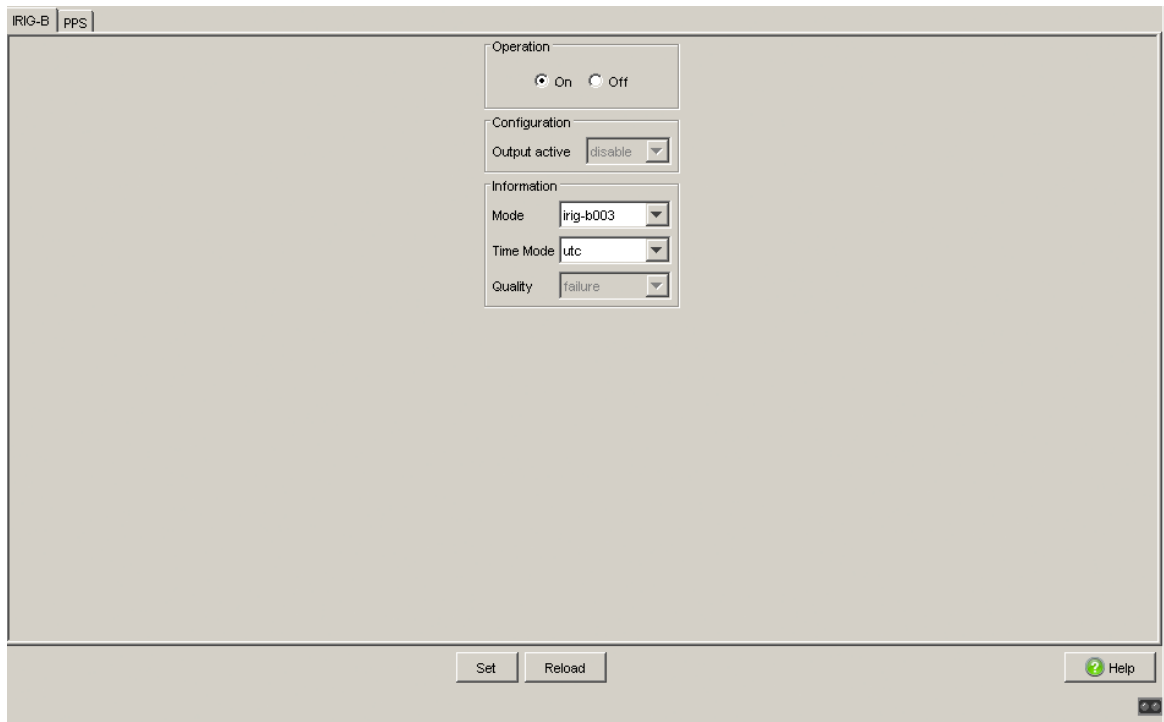 IRIG-B PPS
Operation
On Off
Configuration
Output active disable
Information
Mode irig-b003
Time Mode utc
Quality failure
Set Reload ? Help